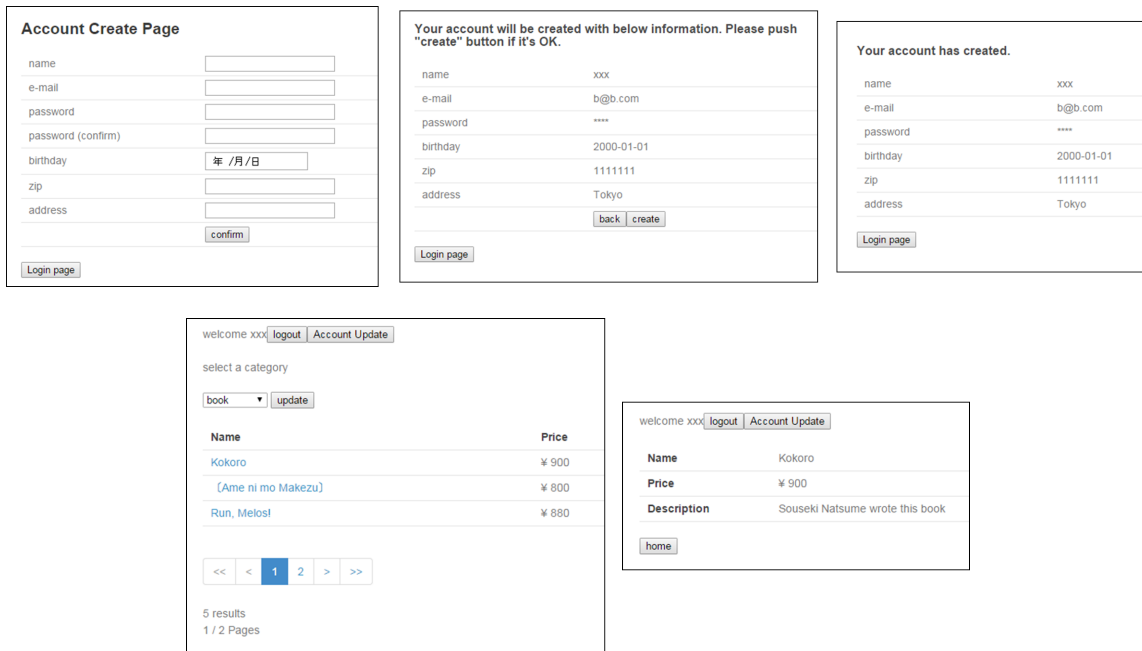 Account Create Page
name
e-mail
password
password (confirm)
birthday 年 /月/日
zip
address
confirm
Login page
Your account will be created with below information. Please push
"create" button if it's OK.
name xxx
e-mail b@b.com
password ****
birthday 2000-01-01
zip 1111111
address Tokyo
back create
Login page
Your account has created.
name xxx
e-mail b@b.com
password ****
birthday 2000-01-01
zip 1111111
address Tokyo
Login page
welcome xxx logout Account Update
select a category
book update
Name Price
Kokoro ¥ 900
〔Ame ni mo Makezu〕 ¥ 800
Run, Melos! ¥ 880
<< < 1 2 > >>
5 results
1 / 2 Pages
welcome xxx logout Account Update
Name Kokoro
Price ¥ 900
Description Souseki Natsume wrote this book
home